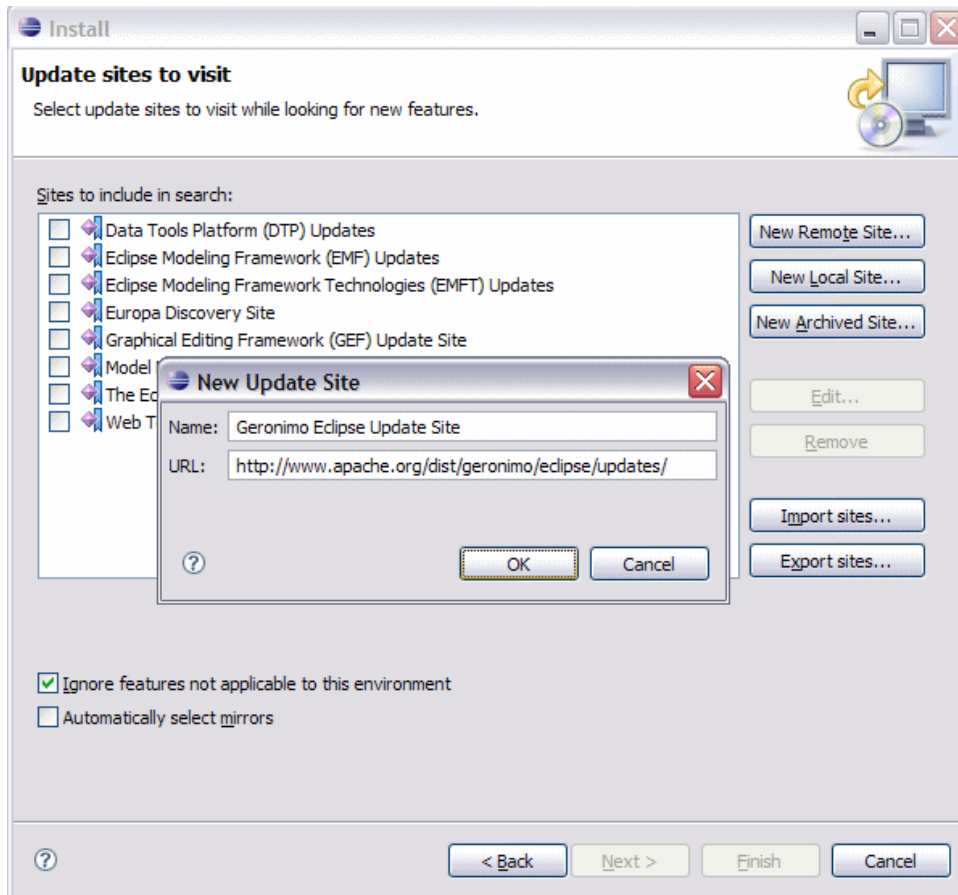 Install
Update sites to visit
Select update sites to visit while looking for new features.
Sites to include in search:
Data Tools Platform (DTP) Updates
Eclipse Modeling Framework (EMF) Updates
Eclipse Modeling Framework Technologies (EMFT) Updates
Europa Discovery Site
Graphical Editing Framework (GEF) Update Site
Model
The Ec
Web T
New Remote Site...
New Local Site...
New Archived Site...
Edit...
Remove
Import sites...
Export sites...
New Update Site
Name: Geronimo Eclipse Update Site
URL: http://www.apache.org/dist/geronimo/eclipse/updates/
OK Cancel
Ignore features not applicable to this environment
Automatically select mirrors
< Back Next > Finish Cancel